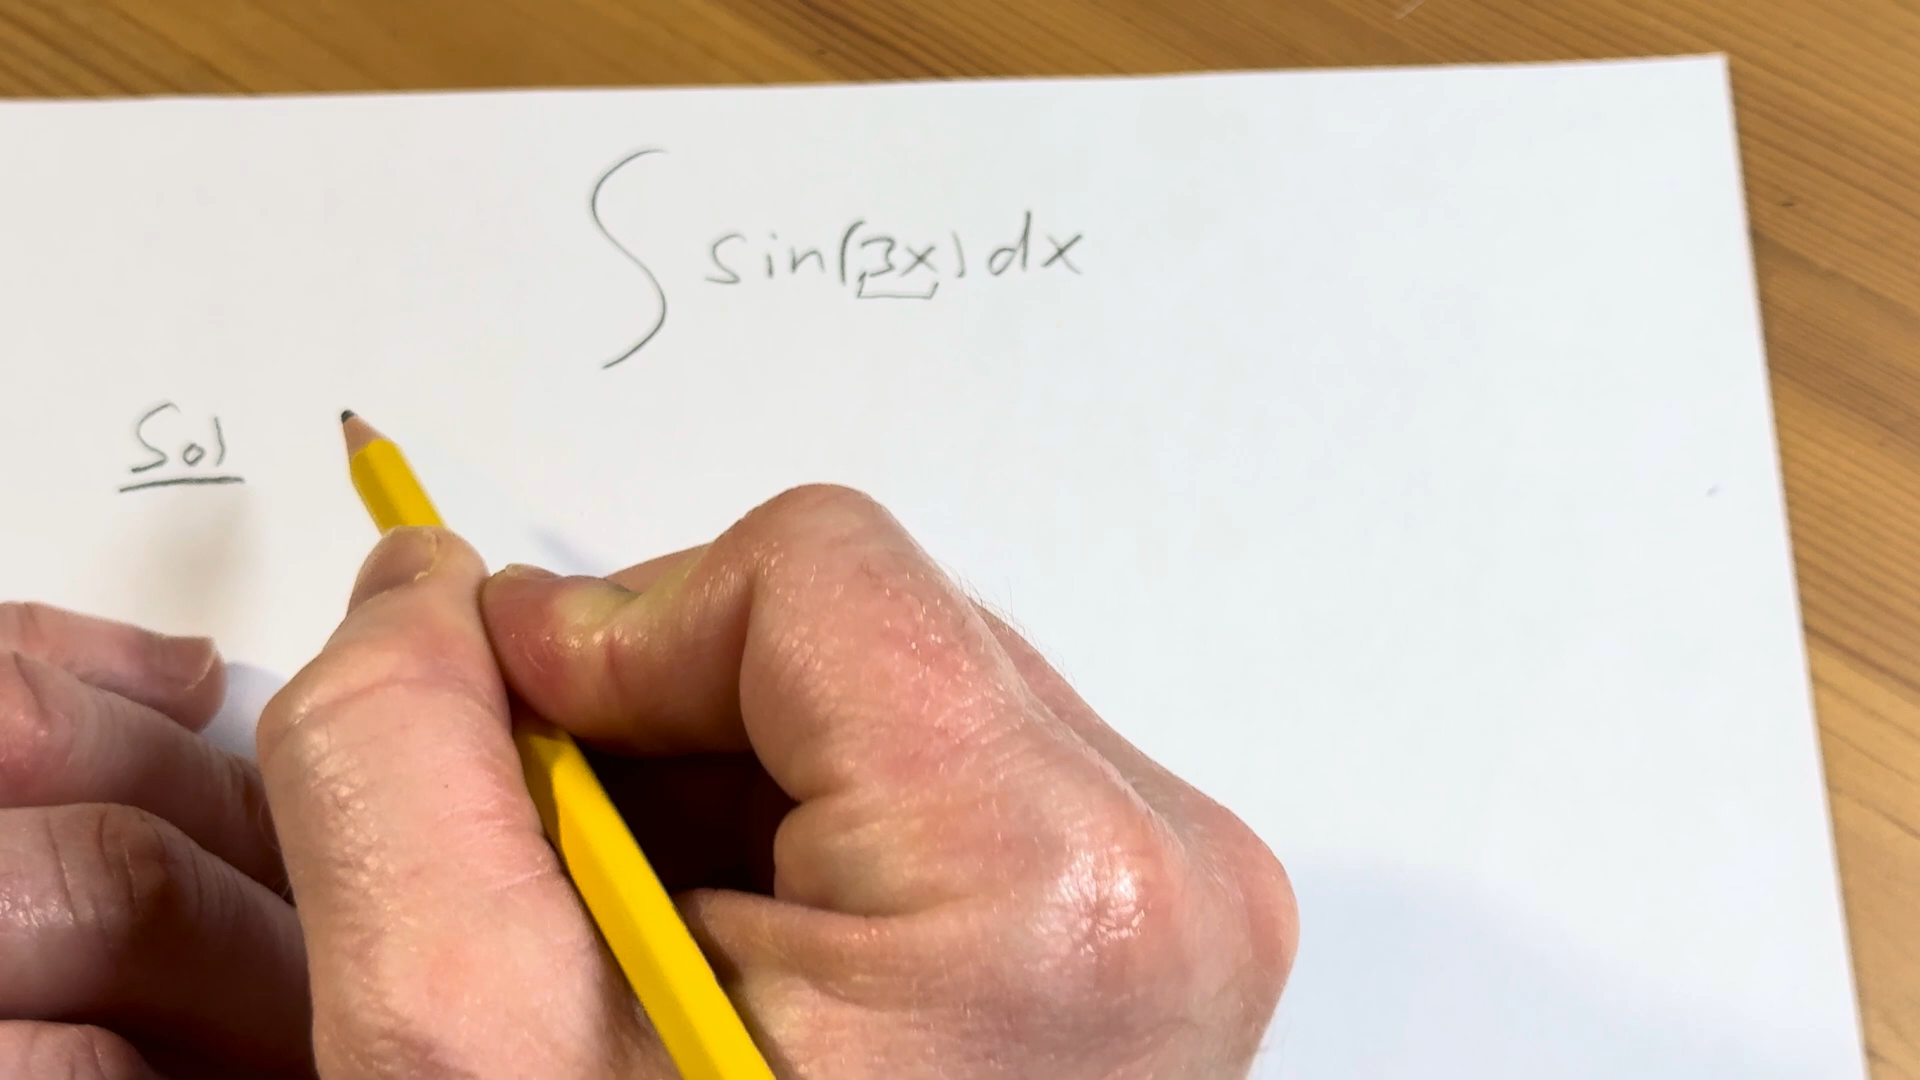 ∫ sin(3x) dx
Sol